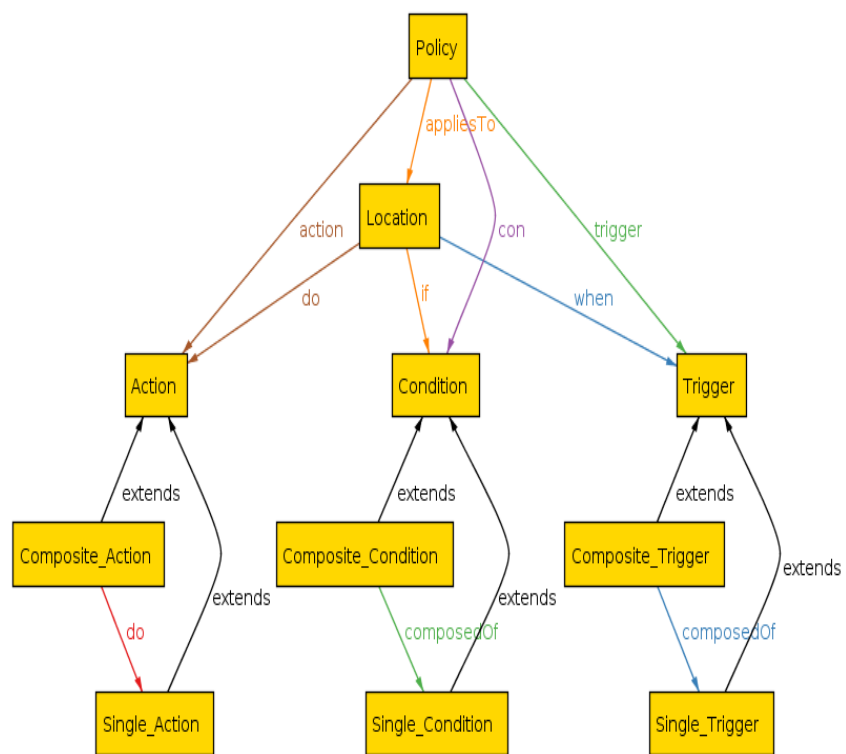 Policy
appliesTo
Location
action
con
trigger
do
if
when
Action
Condition
Trigger
extends
extends
extends
Composite_Action
Composite_Condition
Composite_Trigger
extends
extends
extends
do
composedOf
composedOf
Single_Action
Single_Condition
Single_Trigger